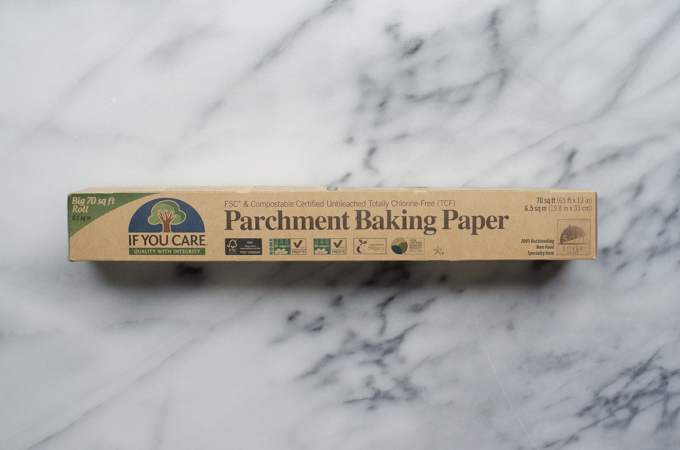 Big 70 sq ft
Roll
6.5 sq m
IF YOU CARE
QUALITY WITH INTEGRITY
FSC® & Compostable Certified Unbleached Totally Chlorine-Free (TCF)
Parchment Baking Paper
FSC
70 sq ft (65 ft x 13 in)
6.5 sq m (19.8 m x 33 cm)
Outstanding
Non-Food
Specialty Item
SILVER